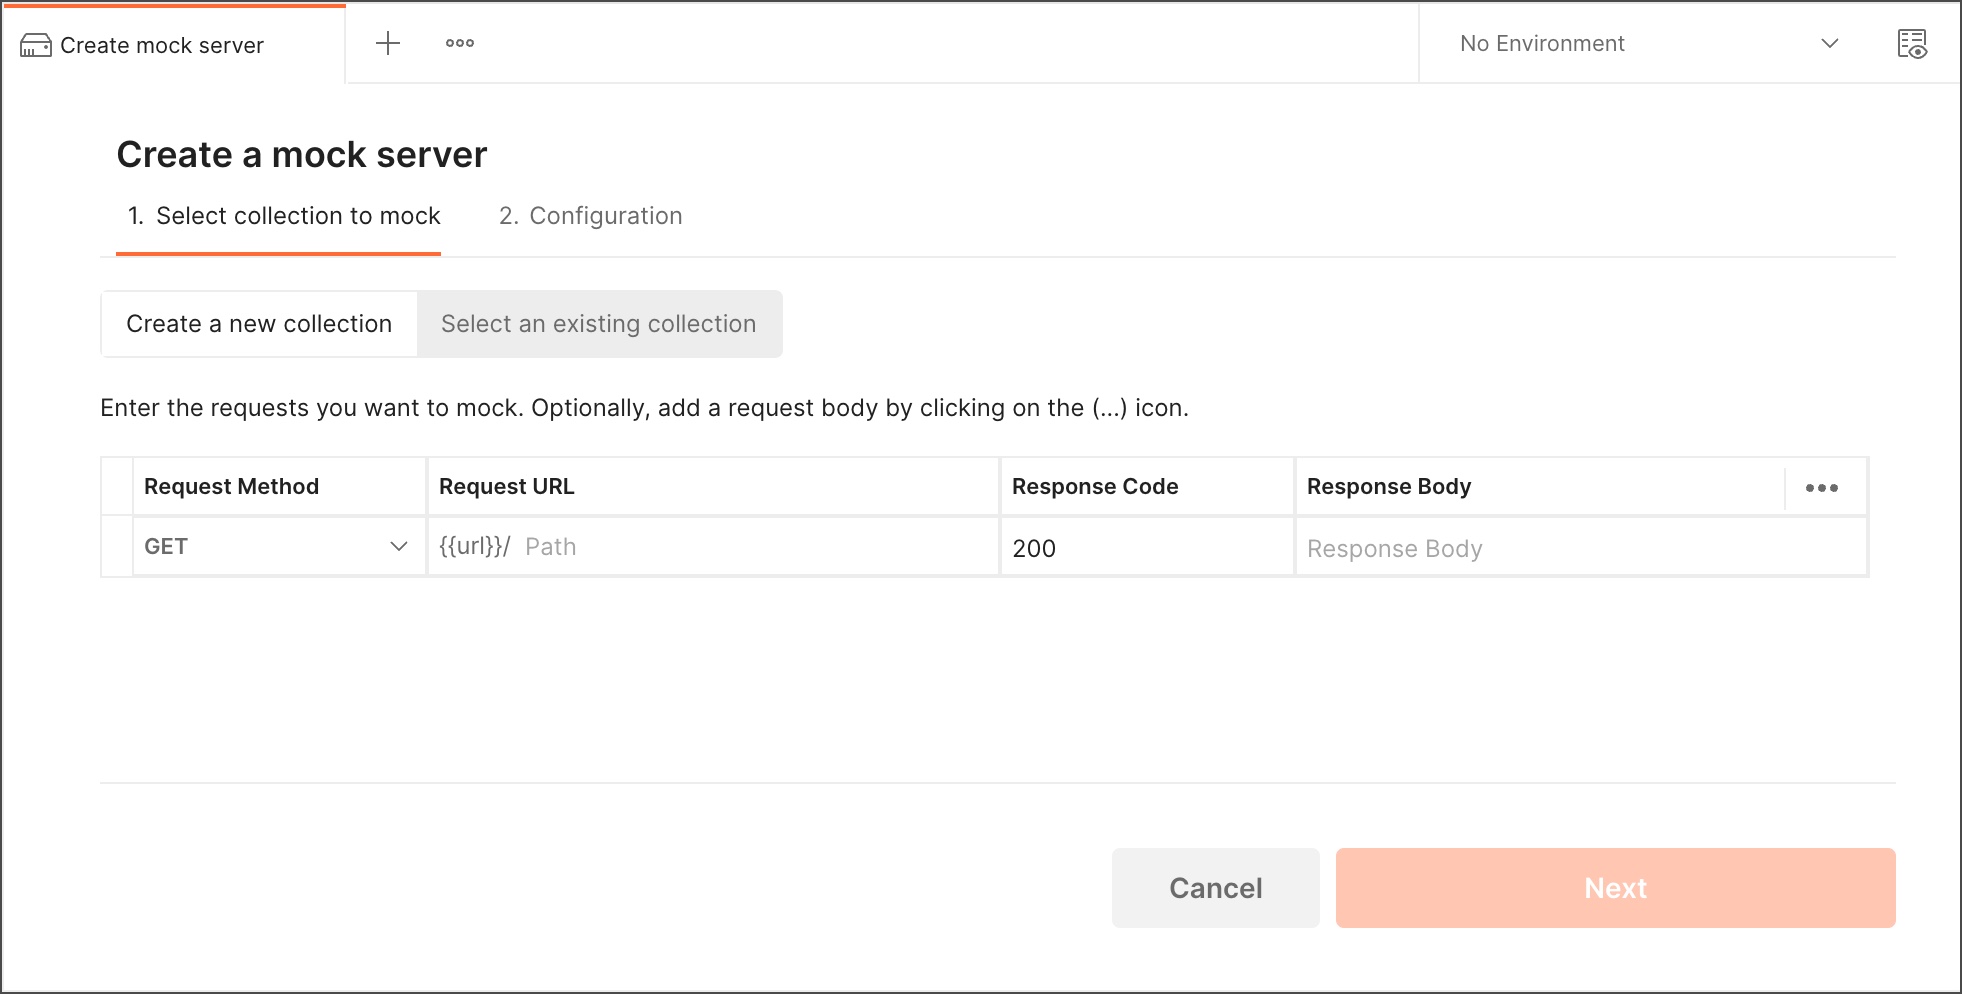 Create mock server
No Environment
Create a mock server
1. Select collection to mock 2. Configuration
Create a new collection Select an existing collection
Enter the requests you want to mock. Optionally, add a request body by clicking on the (...) icon.
Request Method Request URL Response Code Response Body
GET {{url}}/ Path 200 Response Body
Cancel Next